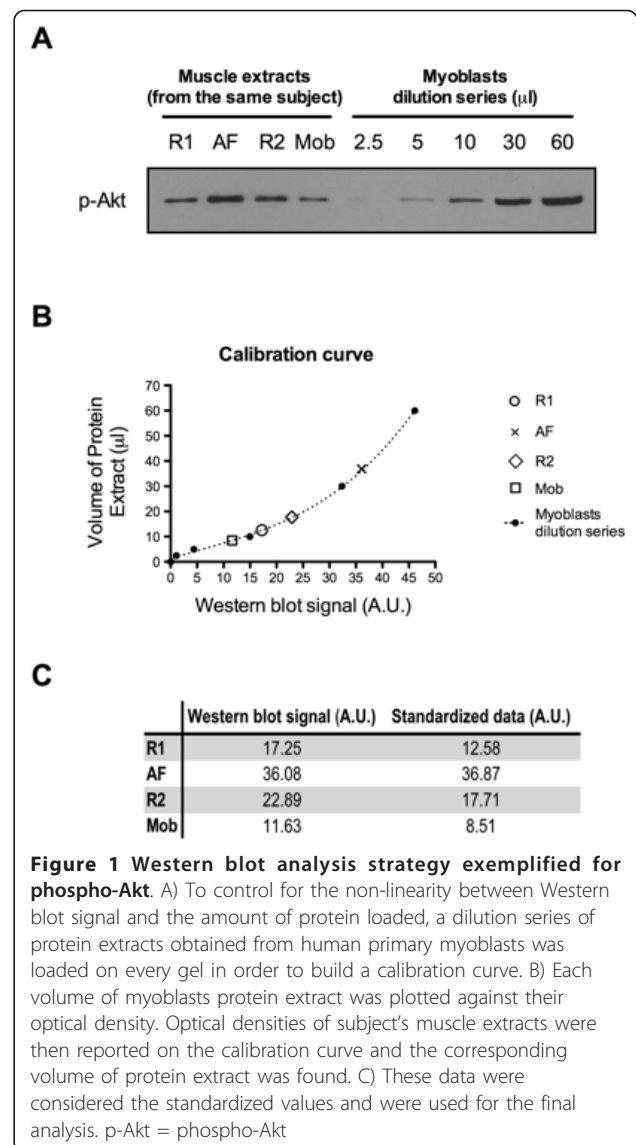 A
Muscle extracts
(from the same subject)
Myoblasts
dilution series (µl)
R1 AF R2 Mob 2.5 5 10 30 60
p-Akt
B
Calibration curve
Volume of Protein
Extract (µl)
70
60
50
40
30
20
10
0
0 5 10 15 20 25 30 35 40 45 50
Western blot signal (A.U.)
R1
AF
R2
Mob
Myoblasts
dilution series
C
Western blot signal (A.U.) Standardized data (A.U.)
R1 17.25 12.58
AF 36.08 36.87
R2 22.89 17.71
Mob 11.63 8.51
Figure 1 Western blot analysis strategy exemplified for
phospho-Akt. A) To control for the non-linearity between Western
blot signal and the amount of protein loaded, a dilution series of
protein extracts obtained from human primary myoblasts was
loaded on every gel in order to build a calibration curve. B) Each
volume of myoblasts protein extract was plotted against their
optical density. Optical densities of subject's muscle extracts were
then reported on the calibration curve and the corresponding
volume of protein extract was found. C) These data were
considered the standardized values and were used for the final
analysis. p-Akt = phospho-Akt